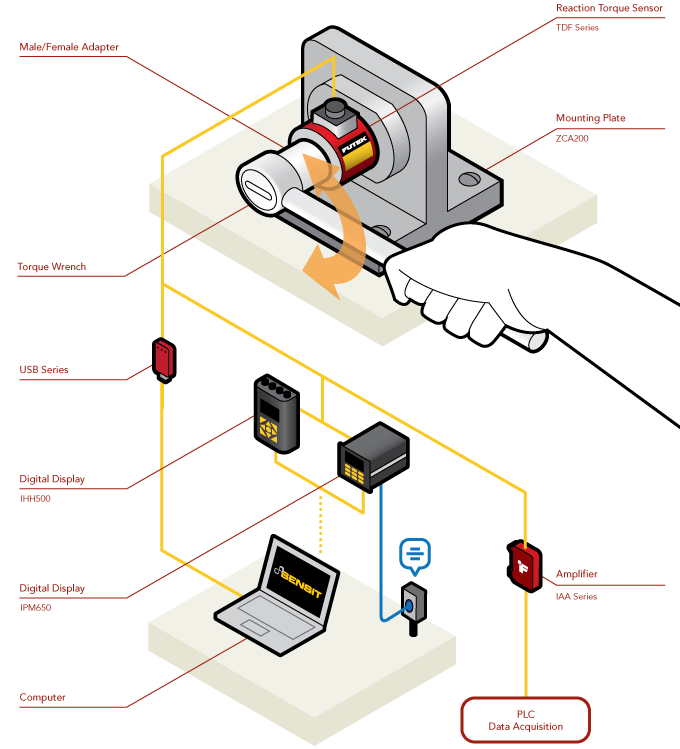 Reaction Torque Sensor
TDF Series
Male/Female Adapter
Mounting Plate
ZCA200
FUTEK
Torque Wrench
USB Series
Digital Display
IHH500
Digital Display
IPM650
SENSIT
Amplifier
IAA Series
Computer
PLC
Data Acquisition